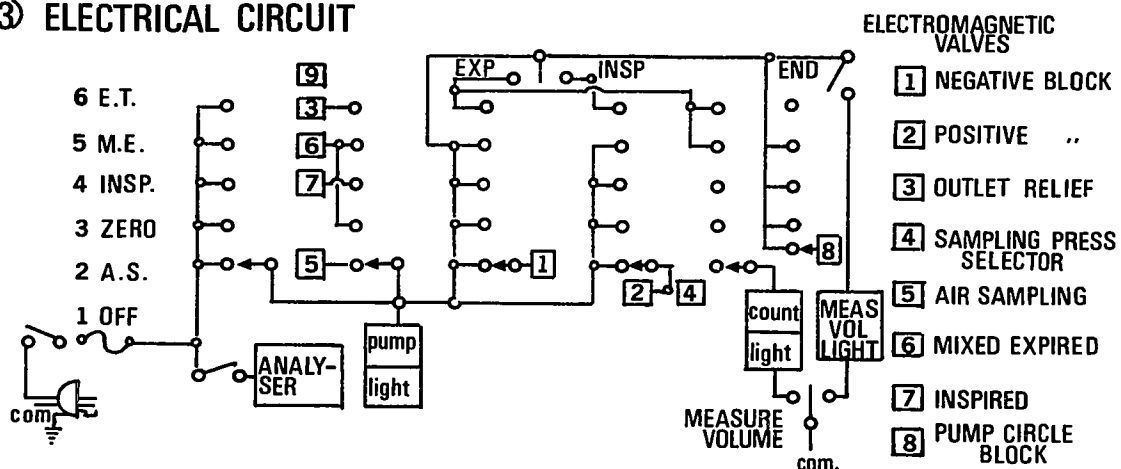 3) ELECTRICAL CIRCUIT
ELECTROMAGNETIC
VALVES
EXP
INSP
END
9
1 NEGATIVE BLOCK
6 E.T.
3
5 M.E.
6
2 POSITIVE ,,
4 INSP.
7
3 OUTLET RELIEF
3 ZERO
4 SAMPLING PRESS
SELECTOR
2 A.S.
5
1
2
4
8
5 AIR SAMPLING
1 OFF
pump
light
count
light
MEAS
VOL
LIGHT
6 MIXED EXPIRED
ANALY-
SER
7 INSPIRED
com
MEASURE
VOLUME
com.
8 PUMP CIRCLE
BLOCK